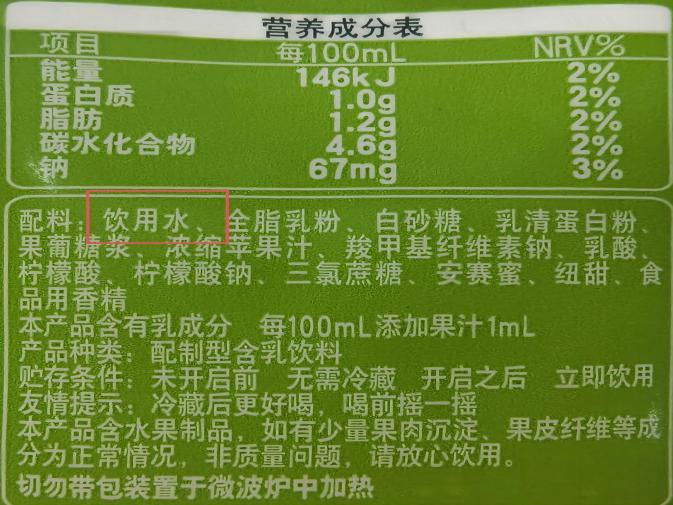 营养成分表
项目 每100mL NRV%
能量 146kJ 2%
蛋白质 1.0g 2%
脂肪 1.2g 2%
碳水化合物 4.6g 2%
钠 67mg 3%
配料：饮用水、全脂乳粉、白砂糖、乳清蛋白粉、
果葡糖浆、浓缩苹果汁、羧甲基纤维素钠、乳酸、
柠檬酸、柠檬酸钠、三氯蔗糖、安赛蜜、纽甜、食
品用香精
本产品含有乳成分 每100mL添加果汁1mL
产品种类：配制型含乳饮料
贮存条件：未开启前 无需冷藏 开启之后 立即饮用
友情提示：冷藏后更好喝，喝前摇一摇
本产品含水果制品，如有少量果肉沉淀、果皮纤维等成
分为正常情况，非质量问题，请放心饮用。
切勿带包装置于微波炉中加热